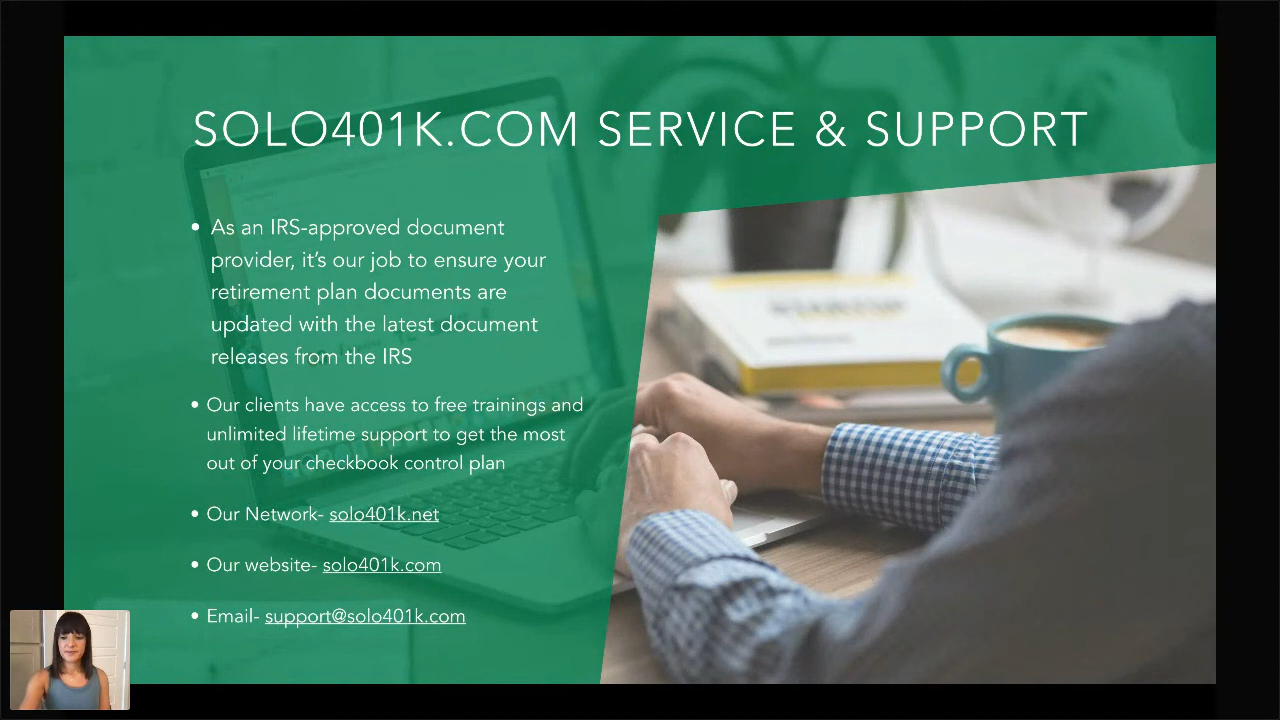 SOLO401K.COM SERVICE & SUPPORT
• As an IRS-approved document
provider, it's our job to ensure your
retirement plan documents are
updated with the latest document
releases from the IRS
• Our clients have access to free trainings and
unlimited lifetime support to get the most
out of your checkbook control plan
• Our Network- solo401k.net
• Our website- solo401k.com
• Email- support@solo401k.com